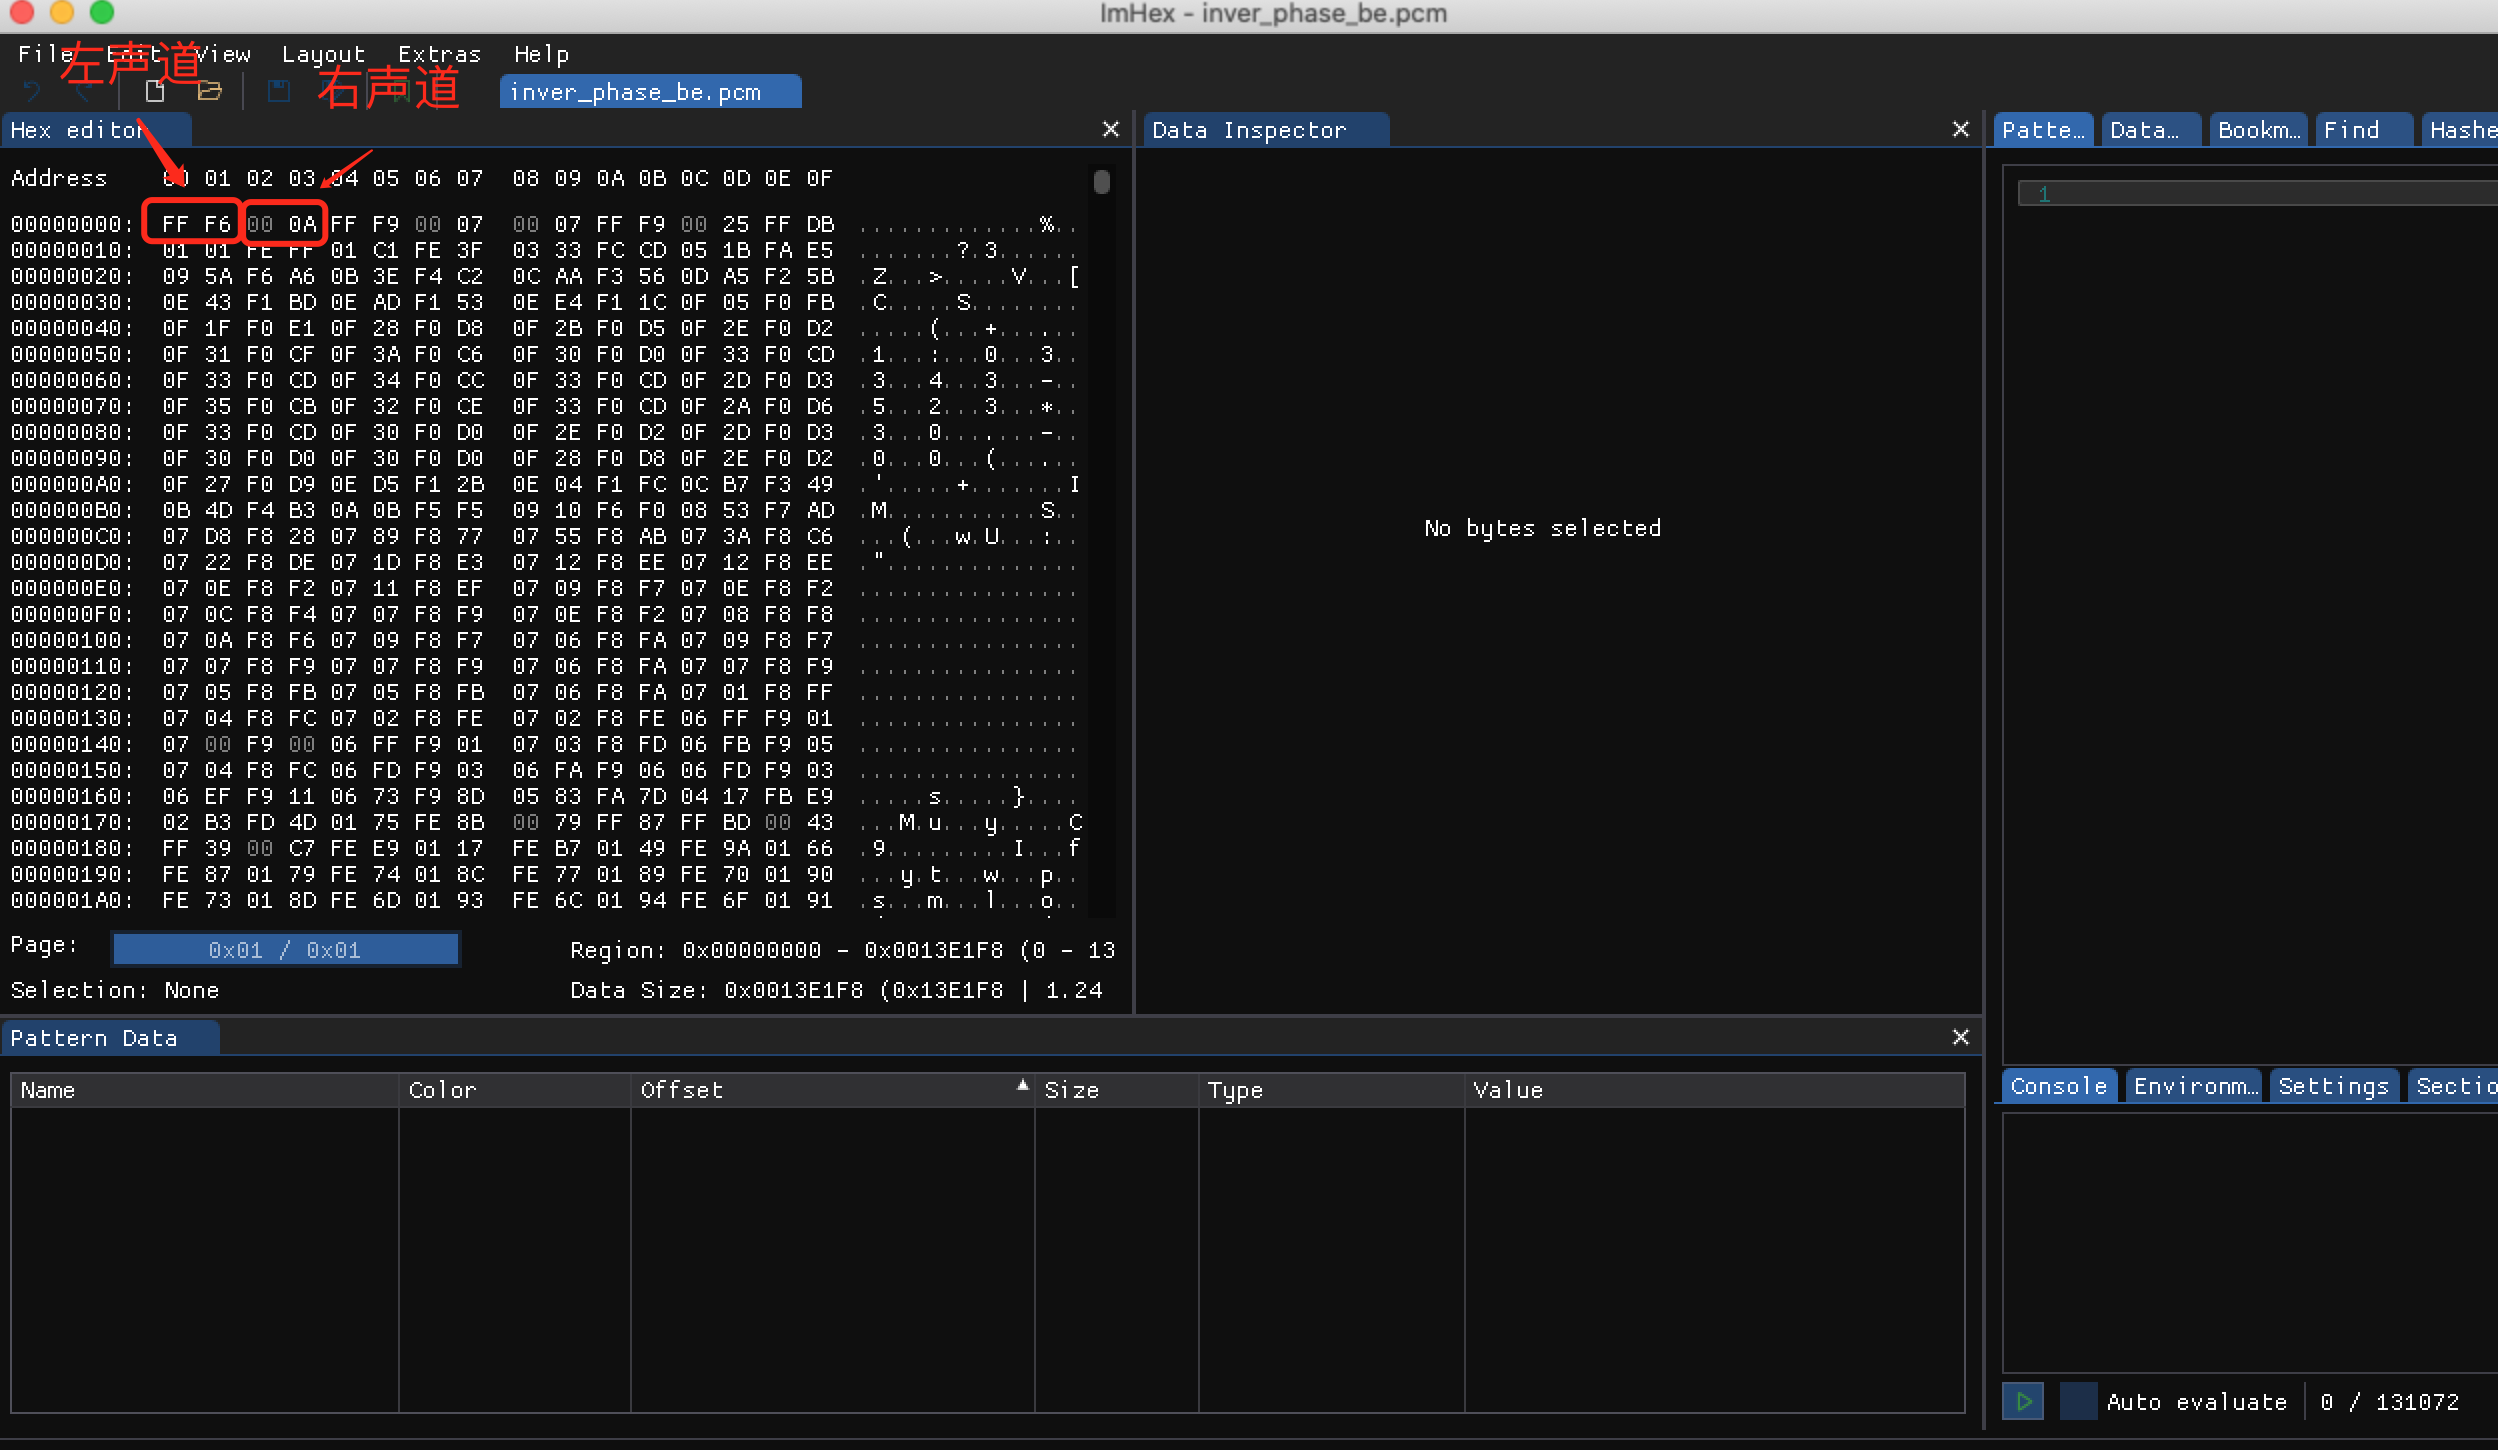 ImHex - inver_phase_be.pcm
File Edit View Layout Extras Help
左声道
右声道
inver_phase_be.pcm
Hex editor
Data Inspector
Patte… Data… Bookm… Find Hashe
Address 00 01 02 03 04 05 06 07 08 09 0A 0B 0C 0D 0E 0F
1
00000000: FF F6 00 0A FF F9 00 07 00 07 FF F9 00 25 FF DB .............%..
00000010: 01 01 FE FF 01 C1 FE 3F 03 33 FC CD 05 1B FA E5 .......?.3......
00000020: 09 5A F6 A6 0B 3E F4 C2 0C AA F3 56 0D A5 F2 5B .Z...>.....V...[
00000030: 0E 43 F1 BD 0E AD F1 53 0E E4 F1 1C 0F 05 F0 FB .C.....S........
00000040: 0F 1F F0 E1 0F 28 F0 D8 0F 2B F0 D5 0F 2E F0 D2 .....(...+...…
00000050: 0F 31 F0 CF 0F 3A F0 C6 0F 30 F0 D0 0F 33 F0 CD .1...:...0...3..
00000060: 0F 33 F0 CD 0F 34 F0 CC 0F 33 F0 CD 0F 2D F0 D3 .3...4...3...-..
00000070: 0F 35 F0 CB 0F 32 F0 CE 0F 33 F0 CD 0F 2A F0 D6 .5...2...3...*..
00000080: 0F 33 F0 CD 0F 30 F0 D0 0F 2E F0 D2 0F 2D F0 D3 .3...0.......-..
00000090: 0F 30 F0 D0 0F 30 F0 D0 0F 28 F0 D8 0F 2E F0 D2 .0...0...(......
000000A0: 0F 27 F0 D9 0E D5 F1 2B 0E 04 F1 FC 0C B7 F3 49 .'.....+.......I
000000B0: 0B 4D F4 B3 0A 0B F5 F5 09 10 F6 F0 08 53 F7 AD .M...........S..
000000C0: 07 D8 F8 28 07 89 F8 77 07 55 F8 AB 07 3A F8 C6 ...(...w.U...:..
000000D0: 07 22 F8 DE 07 1D F8 E3 07 12 F8 EE 07 12 F8 EE ."..............
000000E0: 07 0E F8 F2 07 11 F8 EF 07 09 F8 F7 07 0E F8 F2 ................
000000F0: 07 0C F8 F4 07 07 F8 F9 07 0E F8 F2 07 08 F8 F8 ................
00000100: 07 0A F8 F6 07 09 F8 F7 07 06 F8 FA 07 09 F8 F7 ................
00000110: 07 07 F8 F9 07 07 F8 F9 07 06 F8 FA 07 07 F8 F9 ................
00000120: 07 05 F8 FB 07 05 F8 FB 07 06 F8 FA 07 01 F8 FF ................
00000130: 07 04 F8 FC 07 02 F8 FE 07 02 F8 FE 06 FF F9 01 ................
00000140: 07 00 F9 00 06 FF F9 01 07 03 F8 FD 06 FB F9 05 ................
00000150: 07 04 F8 FC 06 FD F9 03 06 FA F9 06 06 FD F9 03 ................
00000160: 06 EF F9 11 06 73 F9 8D 05 83 FA 7D 04 17 FB E9 .....s.....}....
00000170: 02 B3 FD 4D 01 75 FE 8B 00 79 FF 87 FF BD 00 43 ...M.u...y.....C
00000180: FF 39 00 C7 FE E9 01 17 FE B7 01 49 FE 9A 01 66 .9.........I...f
00000190: FE 87 01 79 FE 74 01 8C FE 77 01 89 FE 70 01 90 ...y.t...w...p..
000001A0: FE 73 01 8D FE 6D 01 93 FE 6C 01 94 FE 6F 01 91 .s...m...l...o..
No bytes selected
Page: 0x01 / 0x01 Region: 0x00000000 - 0x0013E1F8 (0 - 13
Selection: None Data Size: 0x0013E1F8 (0x13E1F8 | 1.24
Pattern Data
Name Color Offset Size Type Value
Console Environm… Settings Sectio
Auto evaluate 0 / 131072